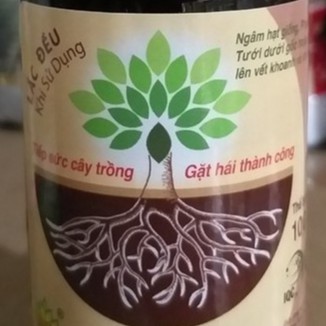 LẮC ĐỀU
Khi Sử Dụng
Ngâm hạt giống,
Tưới dưới gốc
lên vết khoanh
Tiếp sức cây trồng
Gặt hái thành công